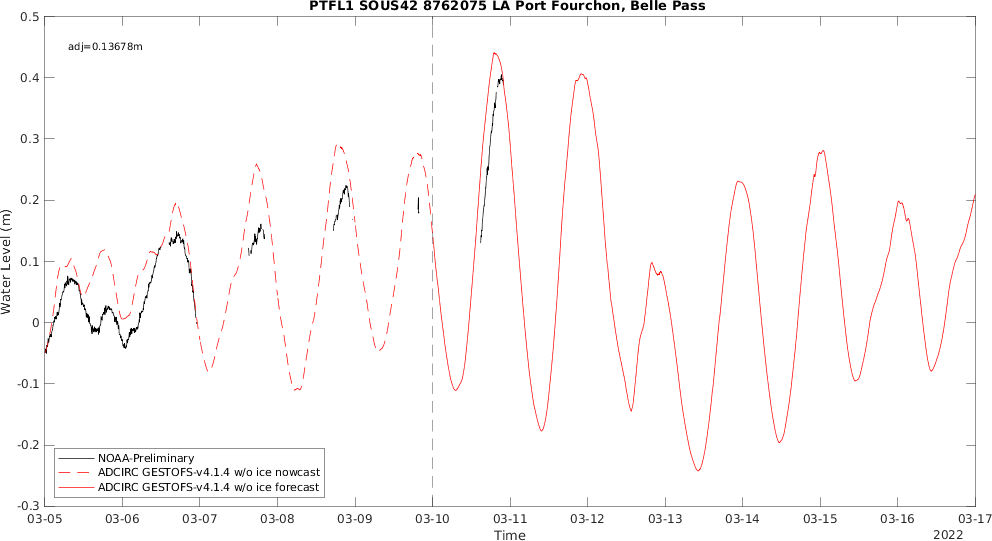 PTFL1 SOUS42 8762075 LA Port Fourchon, Belle Pass
adj=0.13678m
Water Level (m)
0.5
0.4
0.3
0.2
0.1
0
-0.1
-0.2
-0.3
NOAA-Preliminary
ADCIRC GESTOFS-v4.1.4 w/o ice nowcast
ADCIRC GESTOFS-v4.1.4 w/o ice forecast
03-05 03-06 03-07 03-08 03-09 03-10 03-11 03-12 03-13 03-14 03-15 03-16 03-17
Time
2022